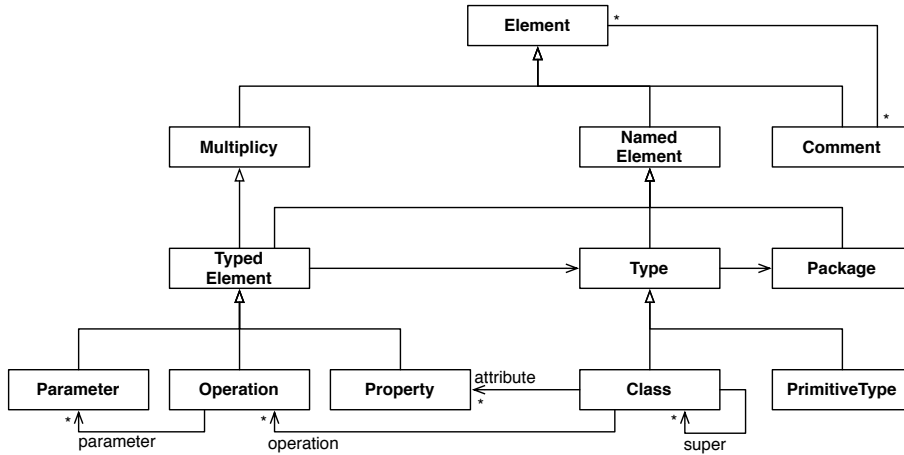 Element
*
*
Multiplicy
Named
Element
Comment
Typed
Element
Type
Package
Parameter
Operation
Property
attribute
*
Class
PrimitiveType
*
parameter
*
operation
*
super